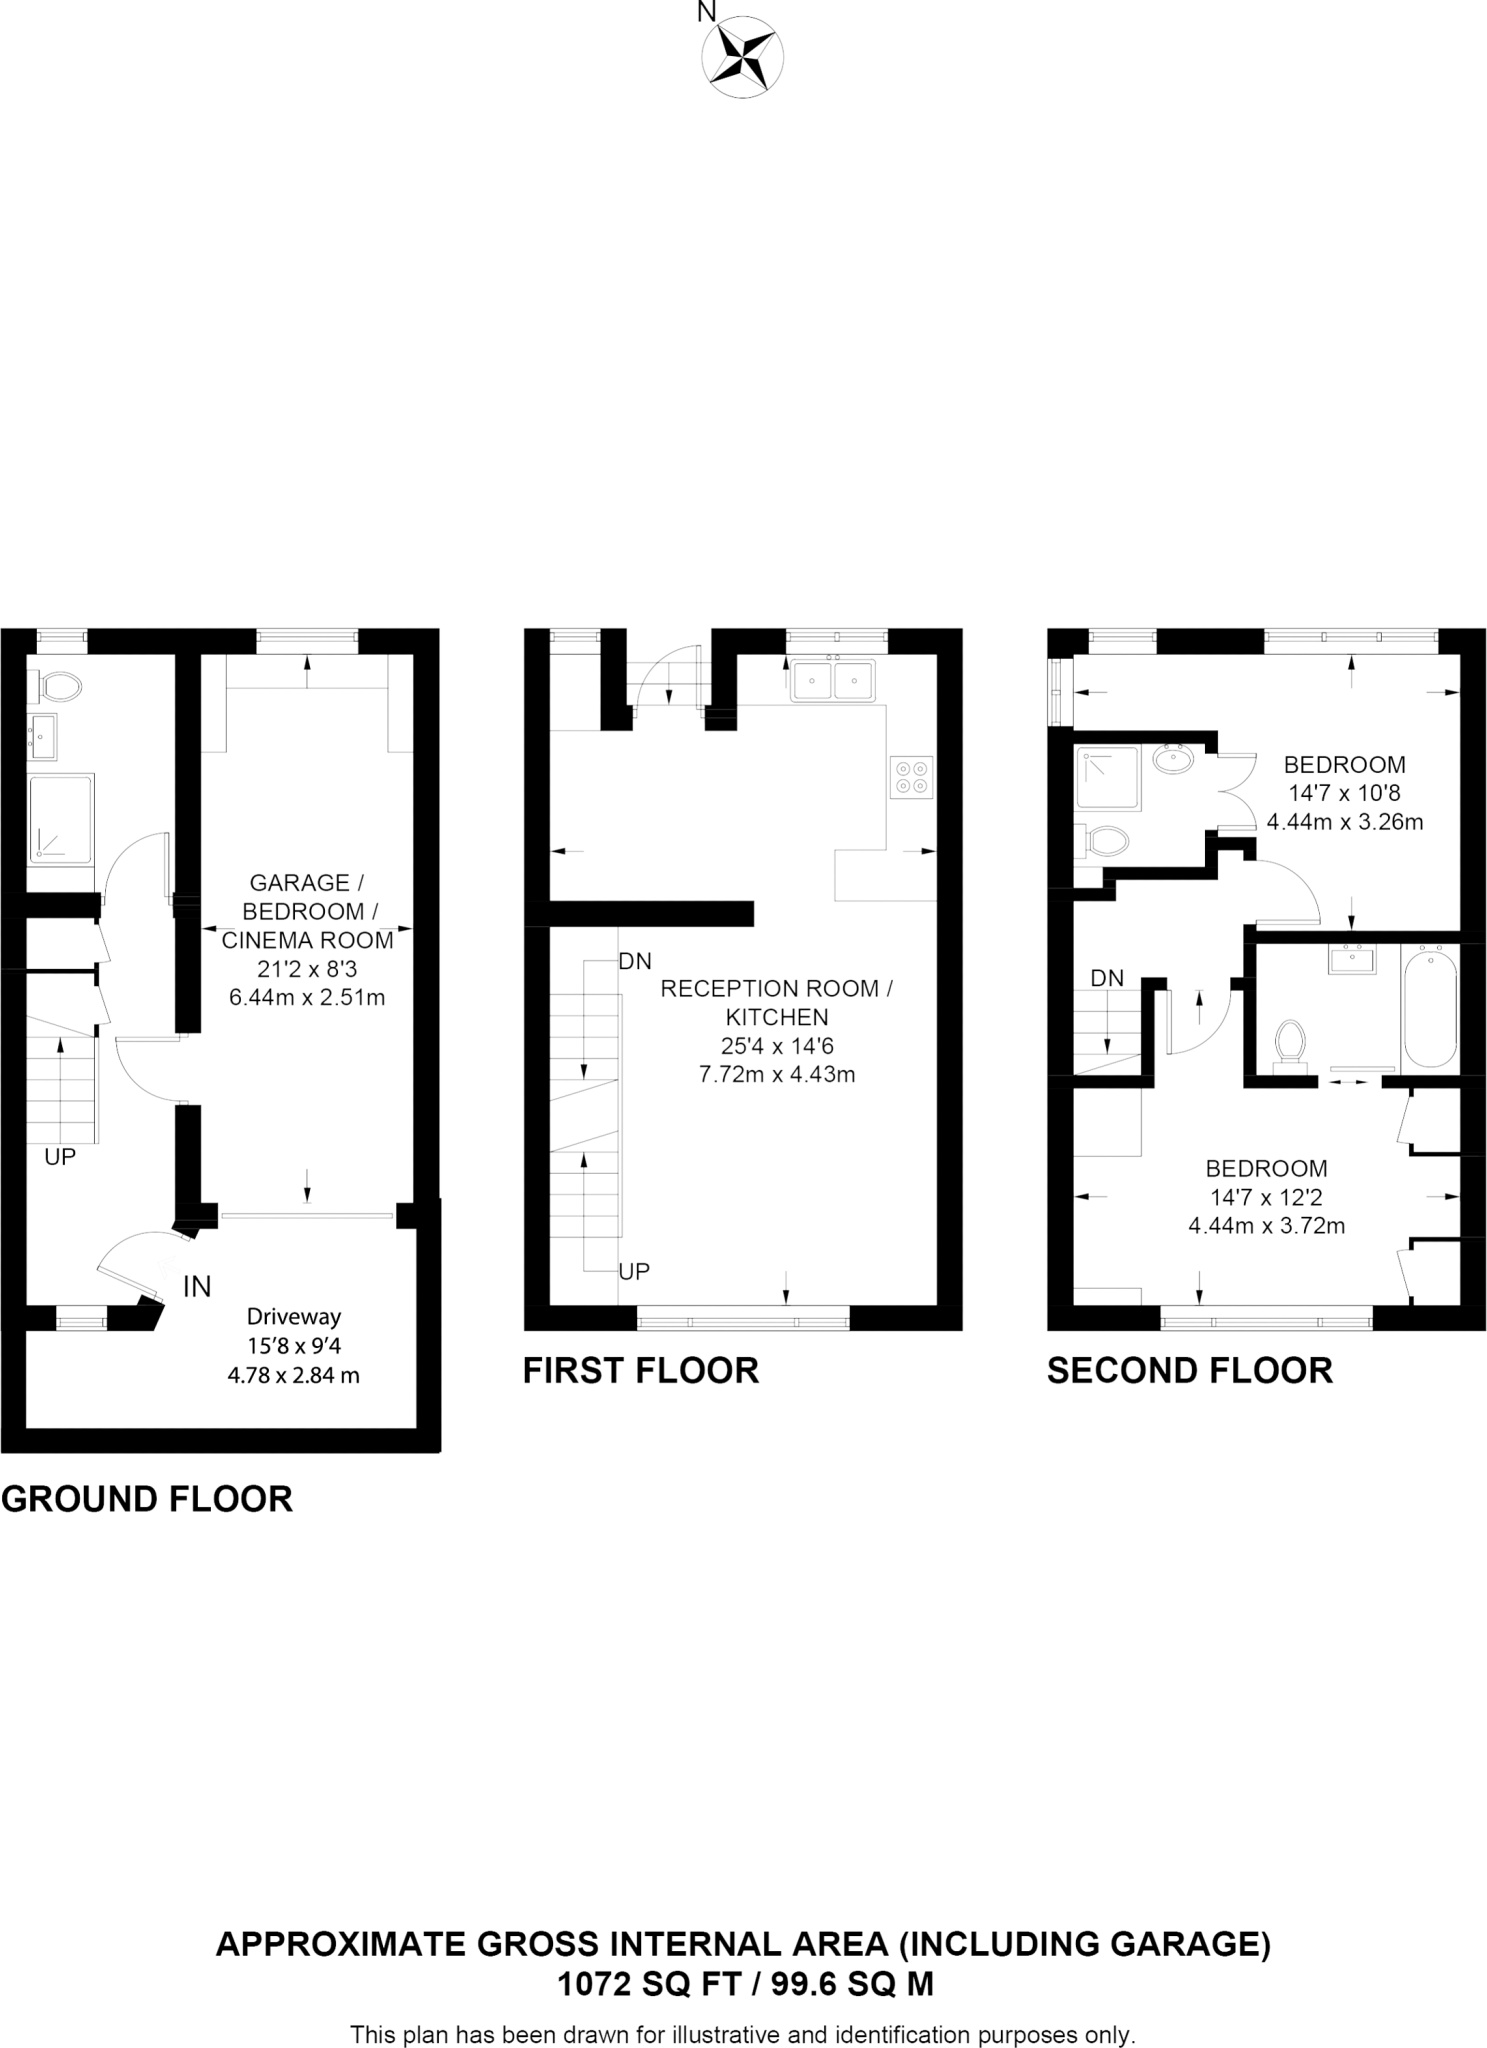 N
GARAGE /
BEDROOM /
CINEMA ROOM
21'2 x 8'3
6.44m x 2.51m
UP
IN
Driveway
15'8 x 9'4
4.78 x 2.84 m
GROUND FLOOR
DN
RECEPTION ROOM /
KITCHEN
25'4 x 14'6
7.72m x 4.43m
UP
FIRST FLOOR
BEDROOM
14'7 x 10'8
4.44m x 3.26m
DN
BEDROOM
14'7 x 12'2
4.44m x 3.72m
SECOND FLOOR
APPROXIMATE GROSS INTERNAL AREA (INCLUDING GARAGE)
1072 SQ FT / 99.6 SQ M
This plan has been drawn for illustrative and identification purposes only.